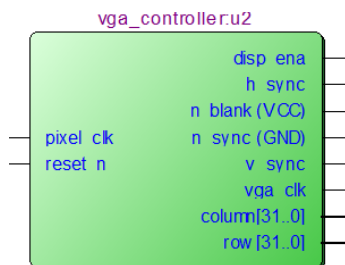 vga_controller:u2
disp ena
h sync
n blank (VCC)
pixel clk n sync (GND)
reset n v sync
vga clk
column[31..0]
row [31..0]